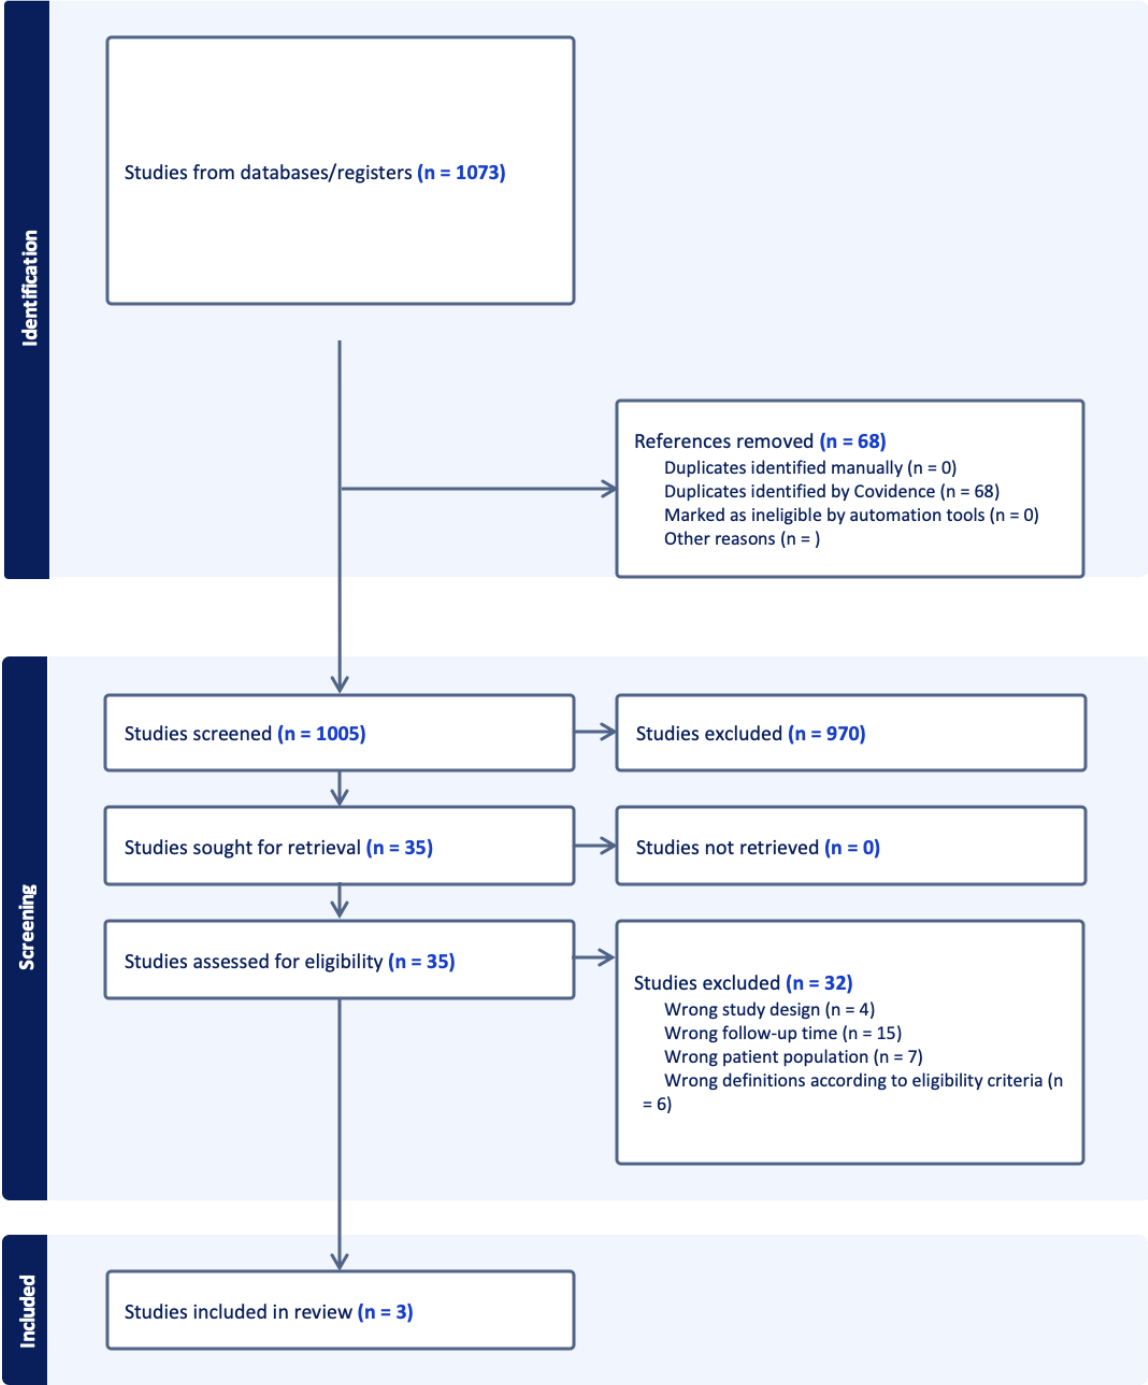 Identification
Studies from databases/registers (n = 1073)
References removed (n = 68)
Duplicates identified manually (n = 0)
Duplicates identified by Covidence (n = 68)
Marked as ineligible by automation tools (n = 0)
Other reasons (n = )
Screening
Studies screened (n = 1005)
Studies excluded (n = 970)
Studies sought for retrieval (n = 35)
Studies not retrieved (n = 0)
Studies assessed for eligibility (n = 35)
Studies excluded (n = 32)
Wrong study design (n = 4)
Wrong follow-up time (n = 15)
Wrong patient population (n = 7)
Wrong definitions according to eligibility criteria (n
= 6)
Included
Studies included in review (n = 3)